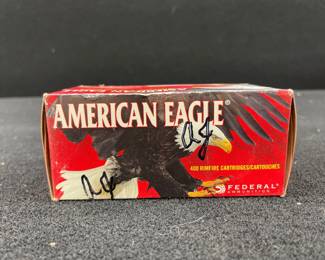 AMERICAN EAGLE®
400 RIMFIRE CARTRIDGES/CARTOUCHES
FEDERAL
AMMUNITION